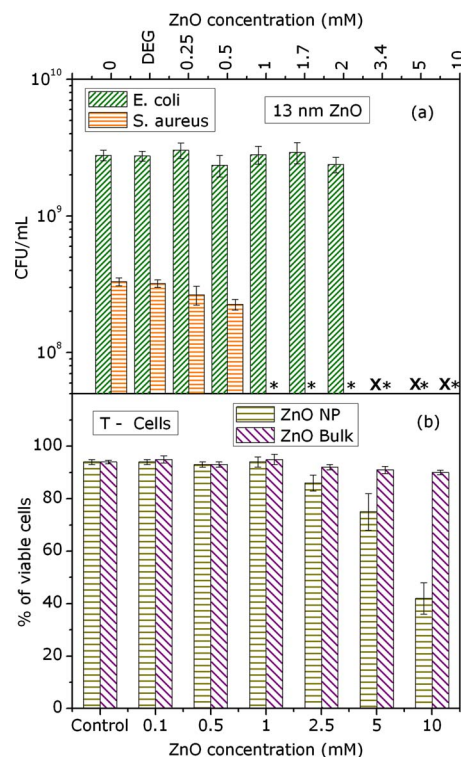 ZnO concentration (mM)
0 DEG 0.25 0.5 1 1.7 2 3.4 5 10
10^10
E. coli
S. aureus
13 nm ZnO
(a)
10^9
CFU/mL
10^8
* * * X* X* X*
T - Cells
ZnO NP
ZnO Bulk
(b)
100
80
60
40
20
0
% of viable cells
Control 0.1 0.5 1 2.5 5 10
ZnO concentration (mM)